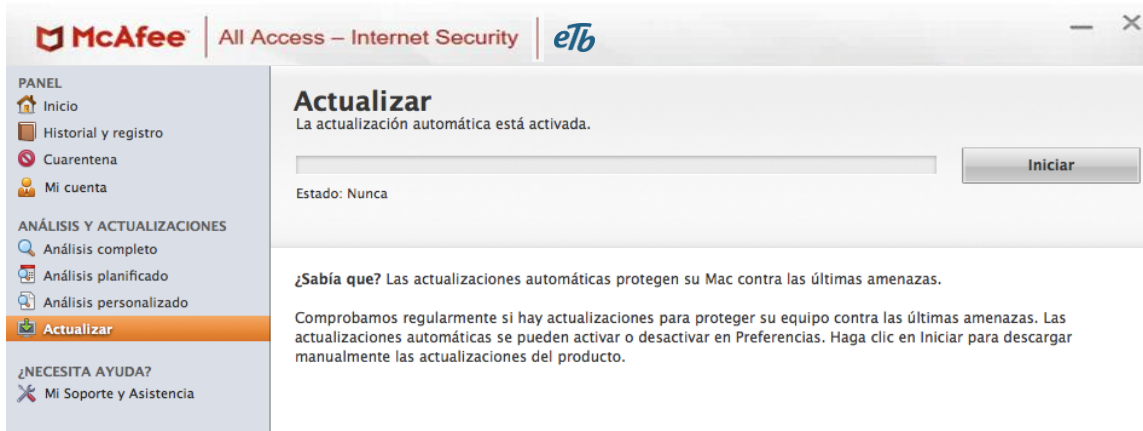 McAfee All Access – Internet Security eTb
PANEL
Inicio
Historial y registro
Cuarentena
Mi cuenta
ANÁLISIS Y ACTUALIZACIONES
Análisis completo
Análisis planificado
Análisis personalizado
Actualizar
¿NECESITA AYUDA?
Mi Soporte y Asistencia
Actualizar
La actualización automática está activada.
Iniciar
Estado: Nunca
¿Sabía que? Las actualizaciones automáticas protegen su Mac contra las últimas amenazas.
Comprobamos regularmente si hay actualizaciones para proteger su equipo contra las últimas amenazas. Las
actualizaciones automáticas se pueden activar o desactivar en Preferencias. Haga clic en Iniciar para descargar
manualmente las actualizaciones del producto.